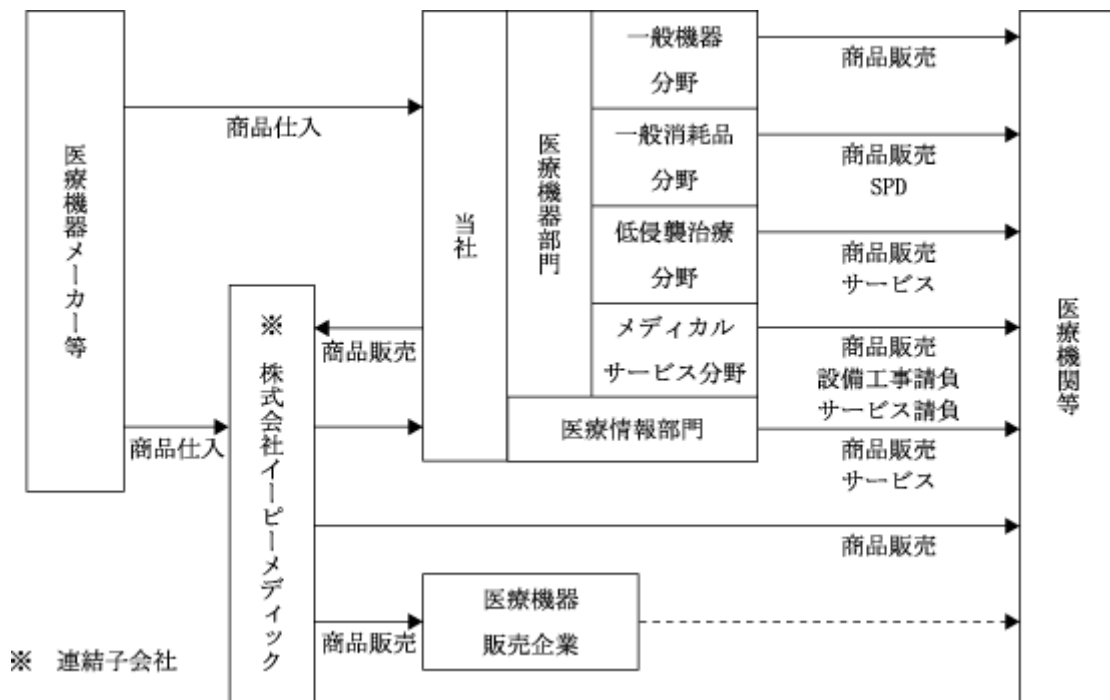 医療機器メーカー等
商品仕入
商品仕入
※　株式会社イーピーメディック
商品販売
当社
医療機器部門
一般機器
分野
一般消耗品
分野
低侵襲治療
分野
メディカル
サービス分野
医療情報部門
商品販売
商品販売
SPD
商品販売
サービス
商品販売
設備工事請負
サービス請負
商品販売
サービス
商品販売
商品販売
医療機器
販売企業
医療機関等
※　連結子会社